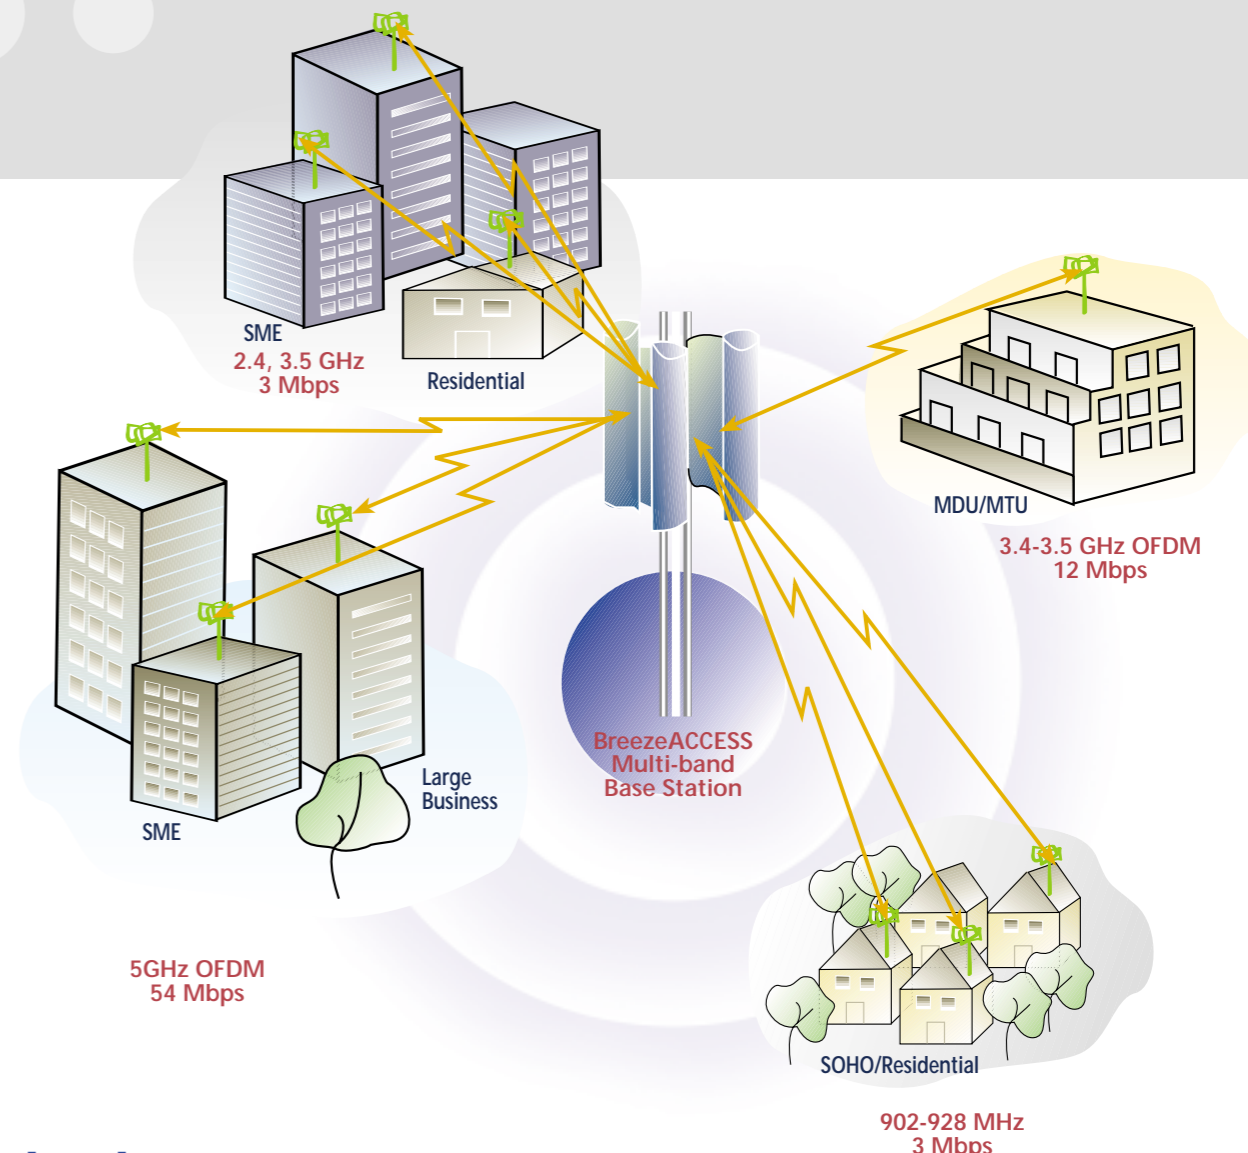 SME
2.4, 3.5 GHz
3 Mbps
Residential
MDU/MTU
3.4-3.5 GHz OFDM
12 Mbps
BreezeACCESS
Multi-band
Base Station
Large
Business
SME
5GHz OFDM
54 Mbps
SOHO/Residential
902-928 MHz
3 Mbps